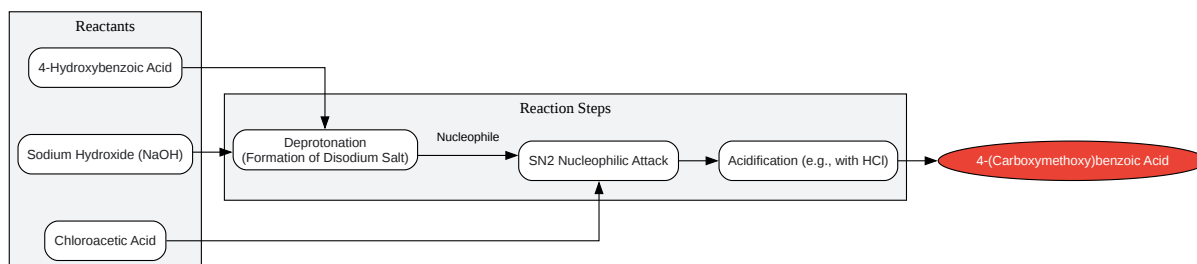 Reactants
4-Hydroxybenzoic Acid
Sodium Hydroxide (NaOH)
Chloroacetic Acid
Reaction Steps
Deprotonation
(Formation of Disodium Salt)
Nucleophile
SN2 Nucleophilic Attack
Acidification (e.g., with HCl)
4-(Carboxymethoxy)benzoic Acid